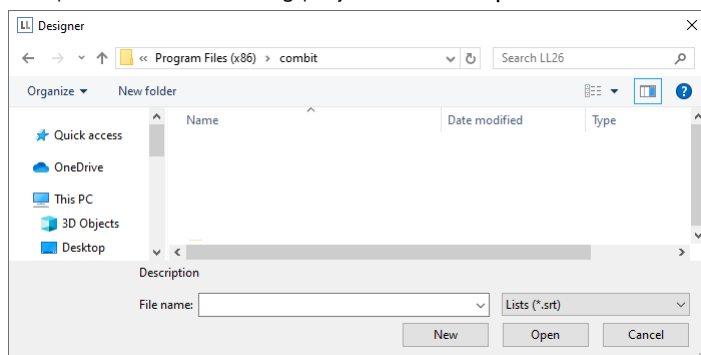 LL Designer
« Program Files (x86) › combit Search LL26
Organize New folder ?
Name Date modified Type
Quick access
OneDrive
This PC
3D Objects
Desktop
Description
File name: Lists (*.srt)
New Open Cancel